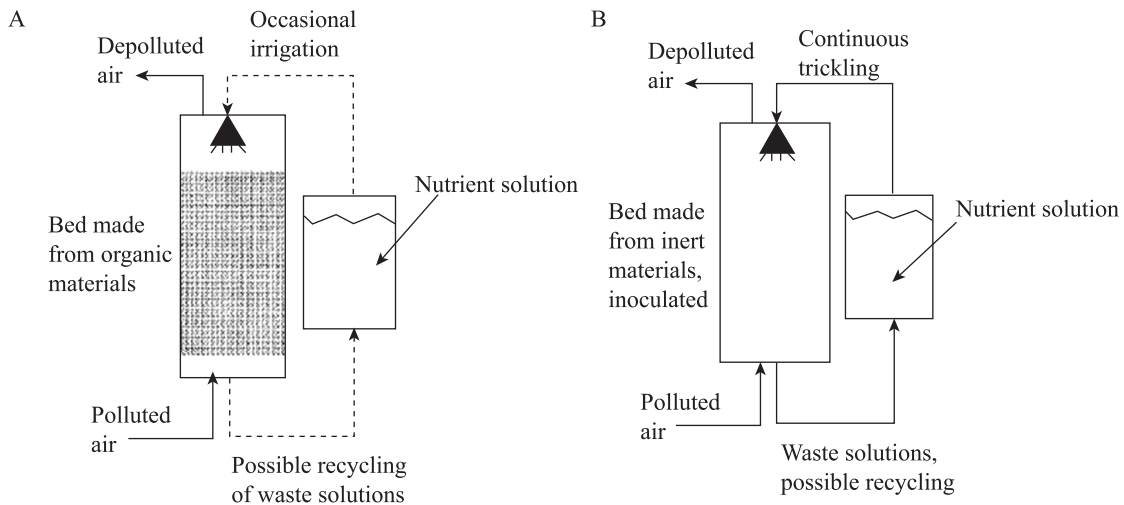 A
Occasional
irrigation
Depolluted
air
Nutrient solution
Bed made
from organic
materials
Polluted
air
Possible recycling
of waste solutions
B
Continuous
trickling
Depolluted
air
Nutrient solution
Bed made
from inert
materials,
inoculated
Polluted
air
Waste solutions,
possible recycling